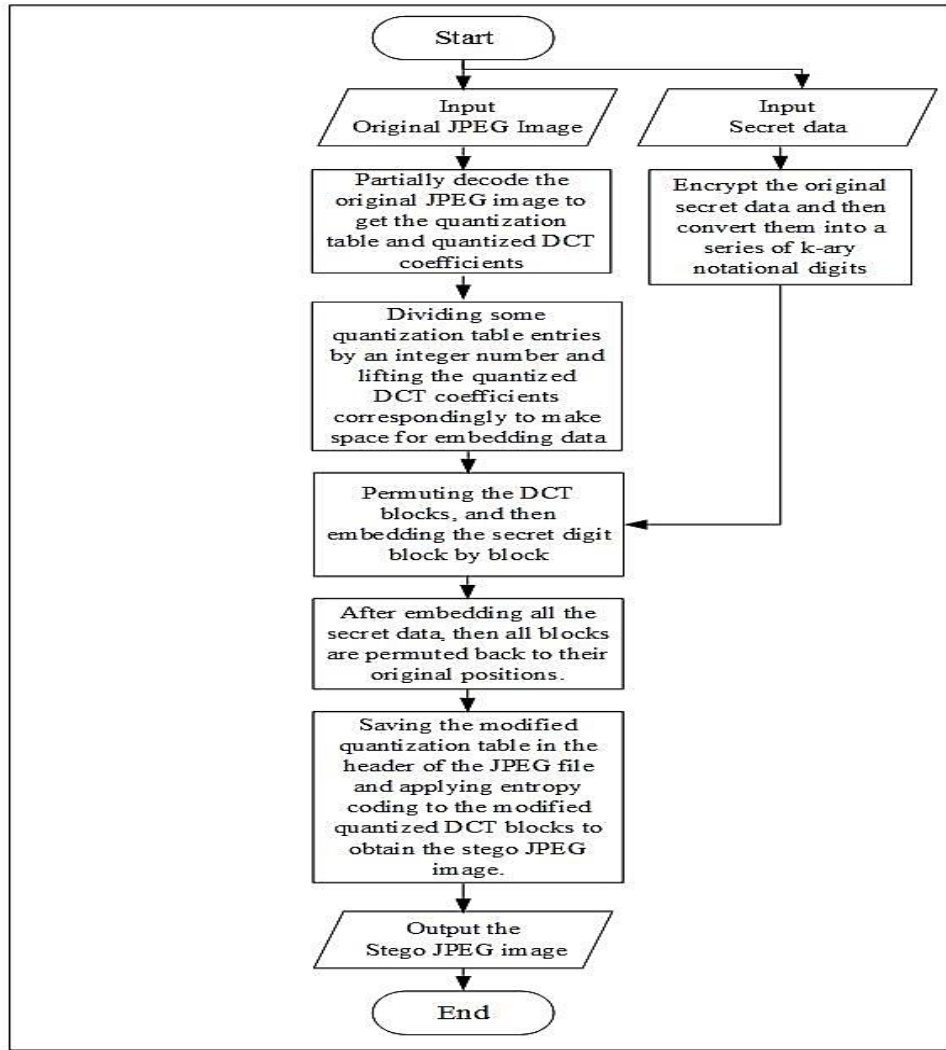 Start
Input
Original JPEG Image
Input
Secret data
Partially decode the
original JPEG image to
get the quantization
table and quantized DCT
coefficients
Encrypt the original
secret data and then
convert them into a
series of k-ary
notational digits
Dividing some
quantization table entries
by an integer number and
lifting the quantized
DCT coefficients
correspondingly to make
space for embedding data
Permuting the DCT
blocks, and then
embedding the secret digit
block by block
After embedding all the
secret data, then all blocks
are permuted back to their
original positions.
Saving the modified
quantization table in the
header of the JPEG file
and applying entropy
coding to the modified
quantized DCT blocks to
obtain the stego JPEG
image.
Output the
Stego JPEG image
End